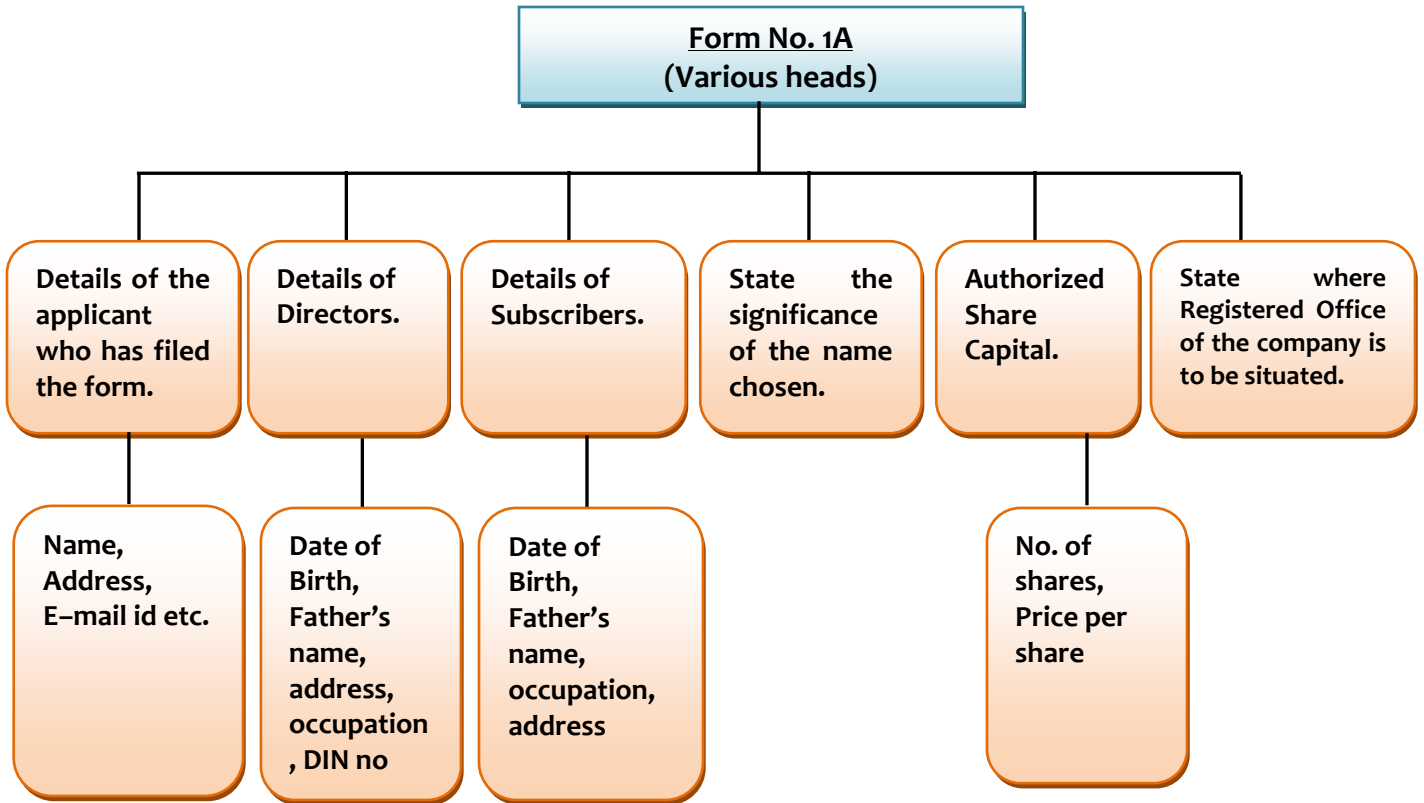 Form No. 1A
(Various heads)
Details of the
applicant
who has filed
the form.
Details of
Directors.
Details of
Subscribers.
State the
significance
of the name
chosen.
Authorized
Share
Capital.
State where
Registered Office
of the company is
to be situated.
Name,
Address,
E–mail id etc.
Date of
Birth,
Father’s
name,
address,
occupation
, DIN no
Date of
Birth,
Father’s
name,
occupation,
address
No. of
shares,
Price per
share